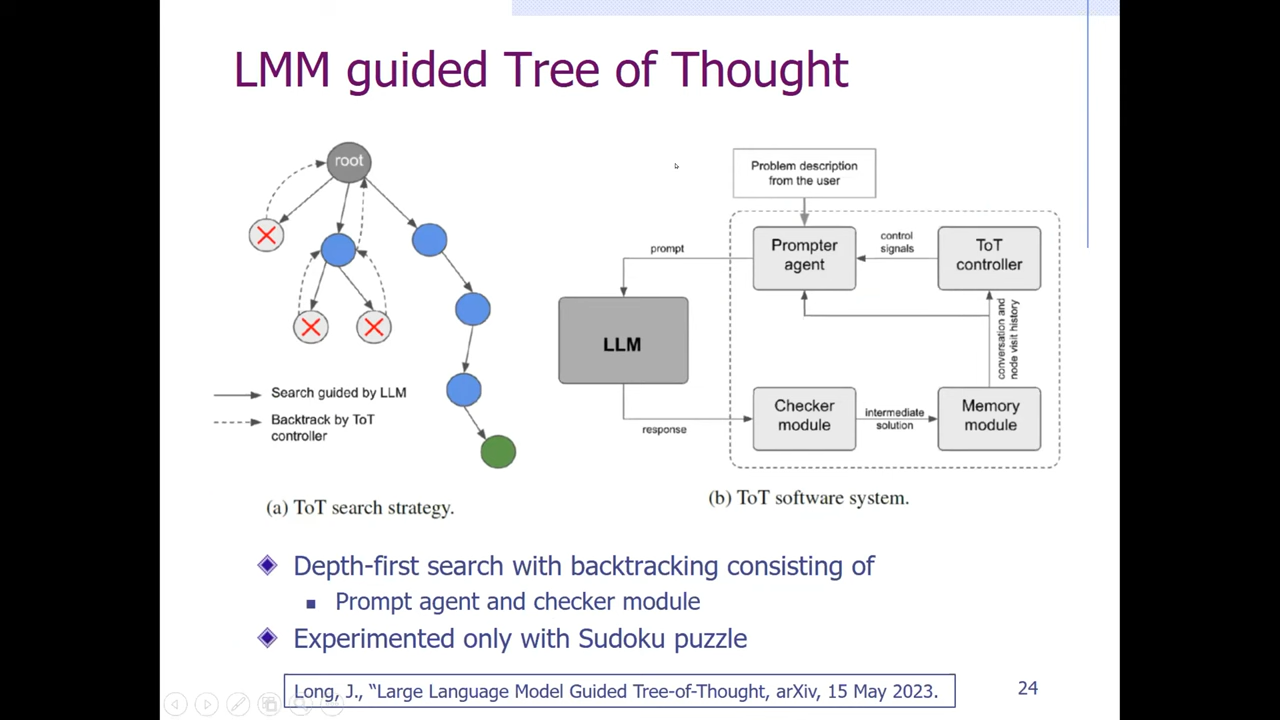 LMM guided Tree of Thought
root
Search guided by LLM
Backtrack by ToT
controller
(a) ToT search strategy.
Problem description
from the user
prompt
Prompter
agent
control
signals
ToT
controller
LLM
conversation and
node visit history
response
Checker
module
intermediate
solution
Memory
module
(b) ToT software system.
Depth-first search with backtracking consisting of
Prompt agent and checker module
Experimented only with Sudoku puzzle
Long, J., “Large Language Model Guided Tree-of-Thought, arXiv, 15 May 2023.
24